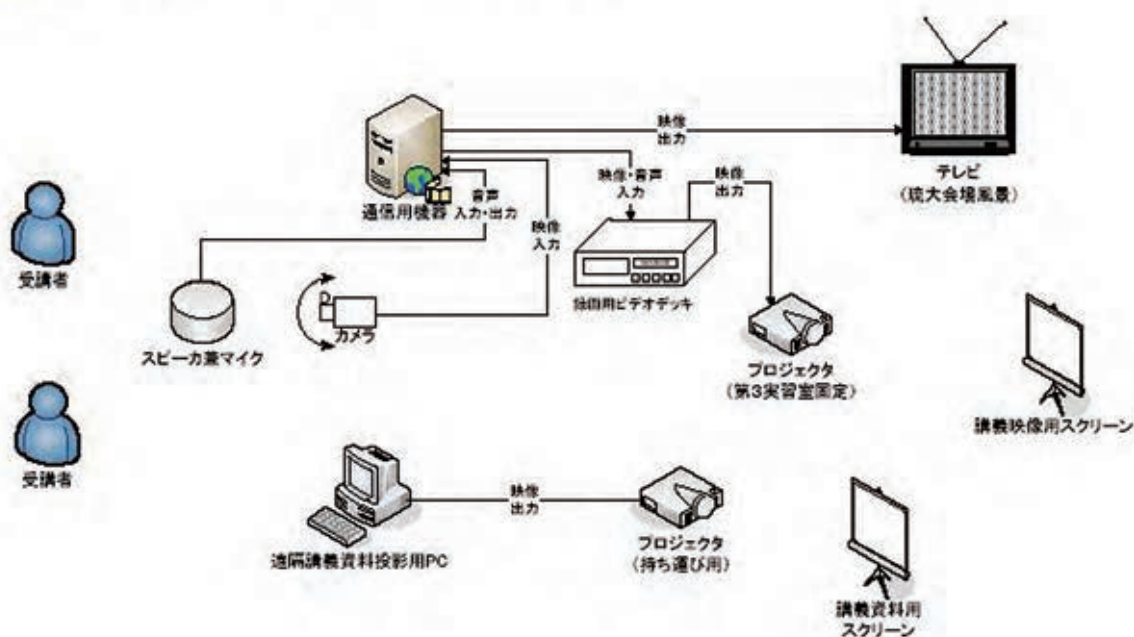 映像
出力
テレビ
(琉大会場風景)
通信用機器
音声
入力・出力
映像
入力
映像・音声
入力
映像
出力
録画用ビデオデッキ
受講者
スピーカ兼マイク
カメラ
プロジェクタ
(第3実習室固定)
講義映像用スクリーン
受講者
遠隔講義資料投影用PC
映像
出力
プロジェクタ
(持ち運び用)
講義資料用
スクリーン